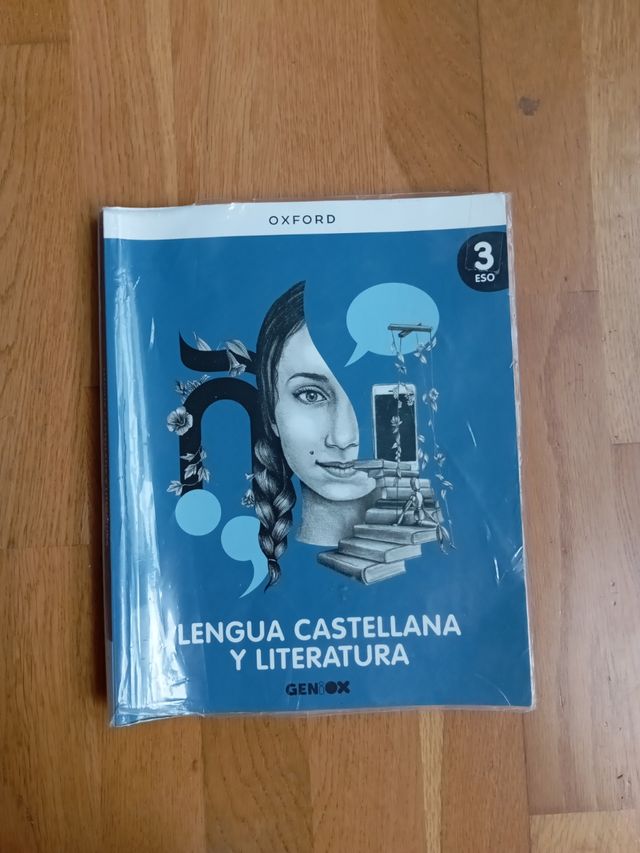 OXFORD
3
ESO
ñ
LENGUA CASTELLANA
Y LITERATURA
GENiOX